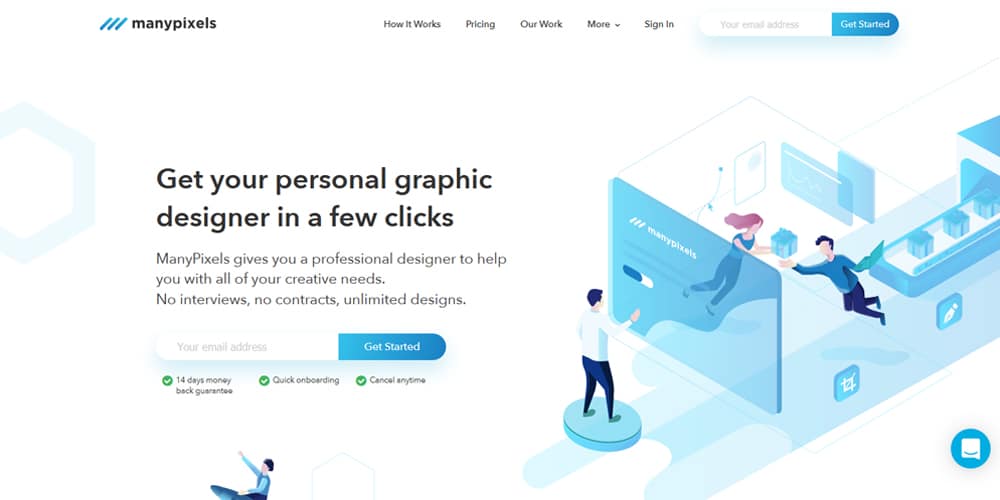 manypixels
How It Works
Pricing
Our Work
More
Sign In
Your email address
Get Started
Get your personal graphic
designer in a few clicks
ManyPixels gives you a professional designer to help
you with all of your creative needs.
No interviews, no contracts, unlimited designs.
Your email address
Get Started
14 days money
back guarantee
Quick onboarding
Cancel anytime
manypixels